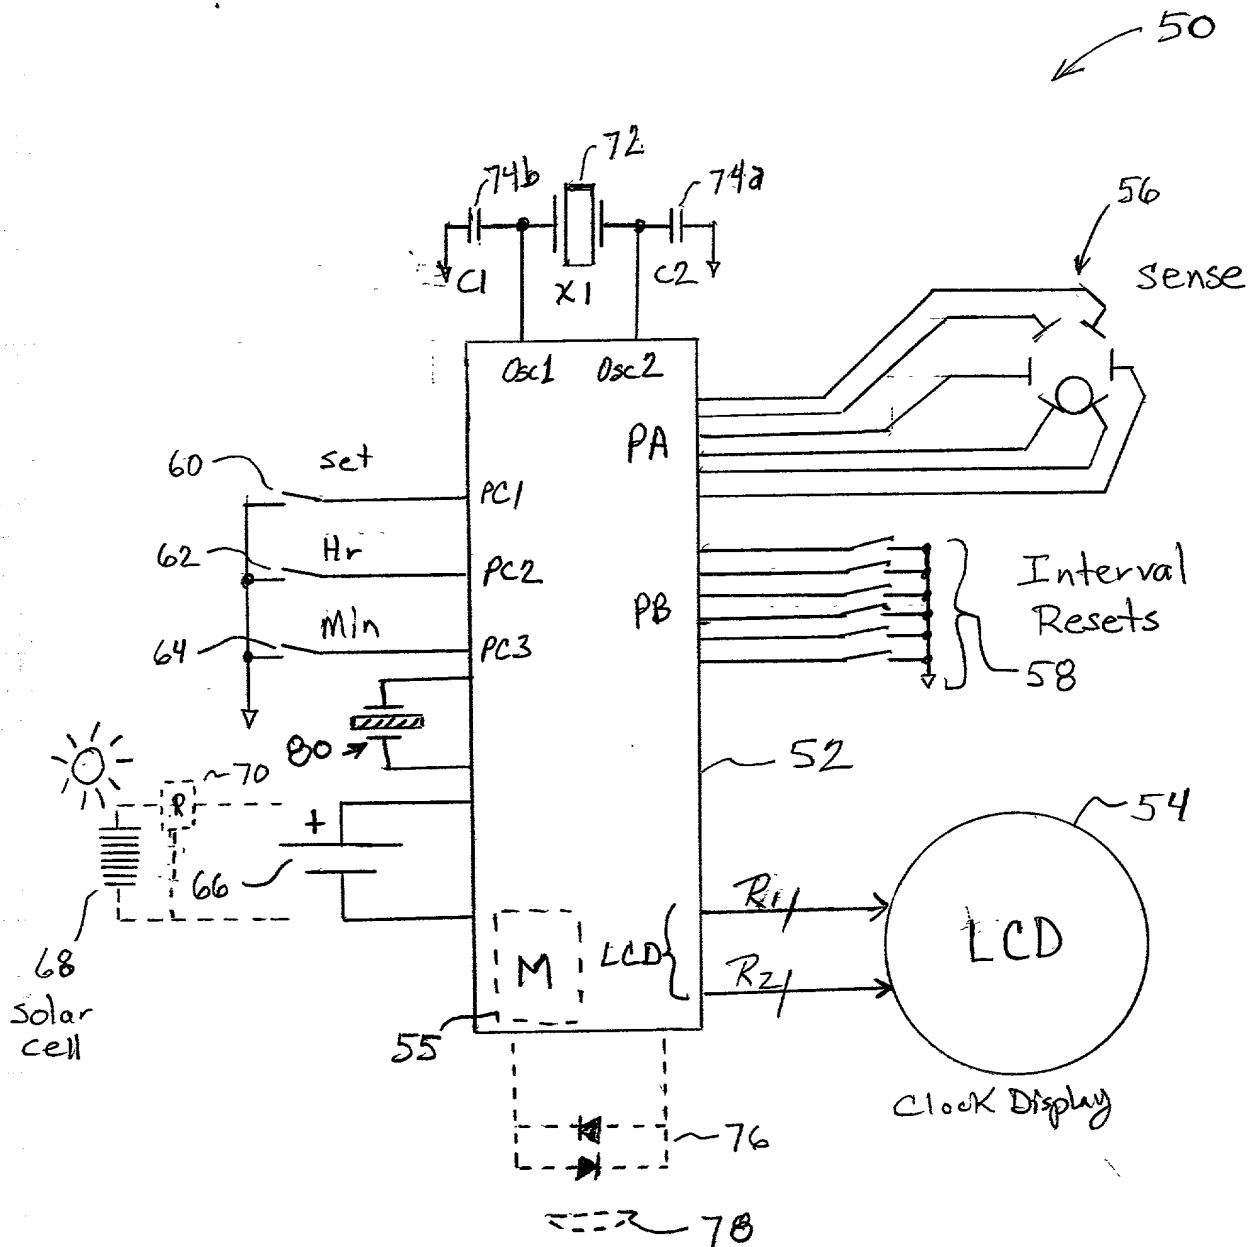 50
72
74b
74a
56
C1
X1
C2
Sense
Osc1
Osc2
PA
60
set
PC1
62
Hr
PC2
Interval
Resets
PB
64
Min
PC3
58
80
52
70
R
+
54
66
R1
LCD
LCD
M
R2
68
Solar
cell
55
Clock Display
76
78